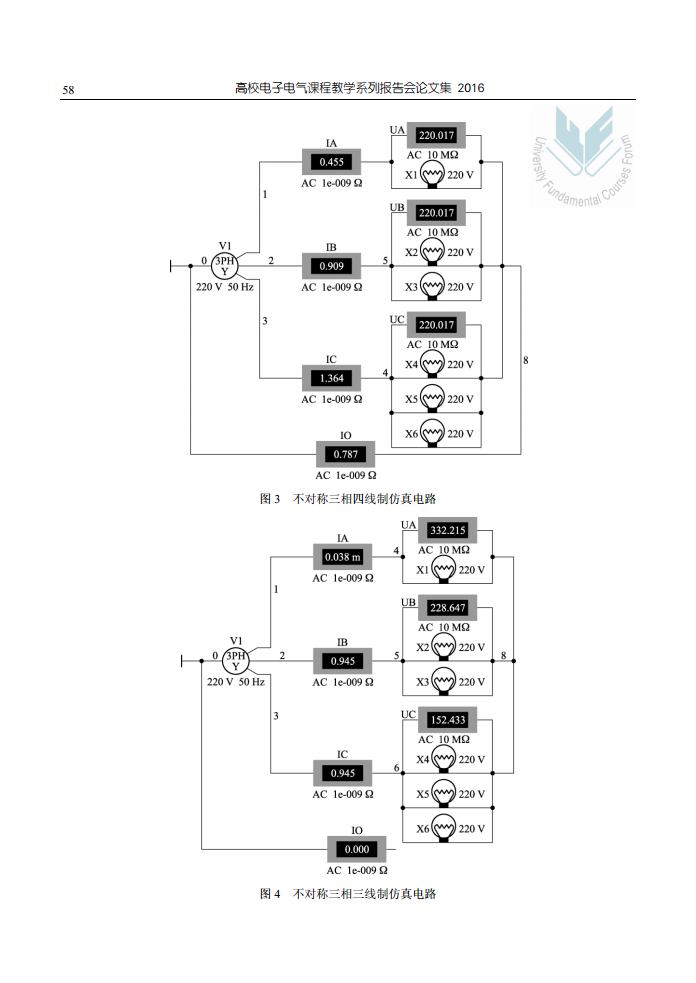 58
高校电子电气课程教学系列报告会论文集 2016
University Fundamental Courses Forum
UA
220.017
IA
0.455
AC 10 MΩ
X1 220 V
AC 1e-009 Ω
1
UB
220.017
AC 10 MΩ
V1
IB
X2 220 V
0 3PH Y 2
0.909
5
220 V 50 Hz
AC 1e-009 Ω
X3 220 V
3
UC
220.017
AC 10 MΩ
IC
X4 220 V
8
1.364
4
AC 1e-009 Ω
X5 220 V
IO
X6 220 V
0.787
AC 1e-009 Ω
图 3 不对称三相四线制仿真电路
UA
332.215
IA
0.038 m
4
AC 10 MΩ
X1 220 V
AC 1e-009 Ω
1
UB
228.647
AC 10 MΩ
V1
IB
X2 220 V
0 3PH Y 2
0.945
5
8
220 V 50 Hz
AC 1e-009 Ω
X3 220 V
3
UC
152.433
AC 10 MΩ
IC
X4 220 V
0.945
6
AC 1e-009 Ω
X5 220 V
IO
X6 220 V
0.000
AC 1e-009 Ω
图 4 不对称三相三线制仿真电路